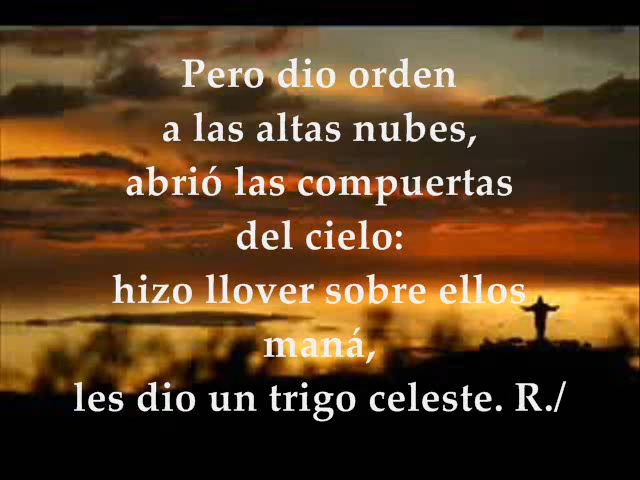 Pero dio orden
a las altas nubes,
abrió las compuertas
del cielo:
hizo llover sobre ellos
maná,
les dio un trigo celeste. R./